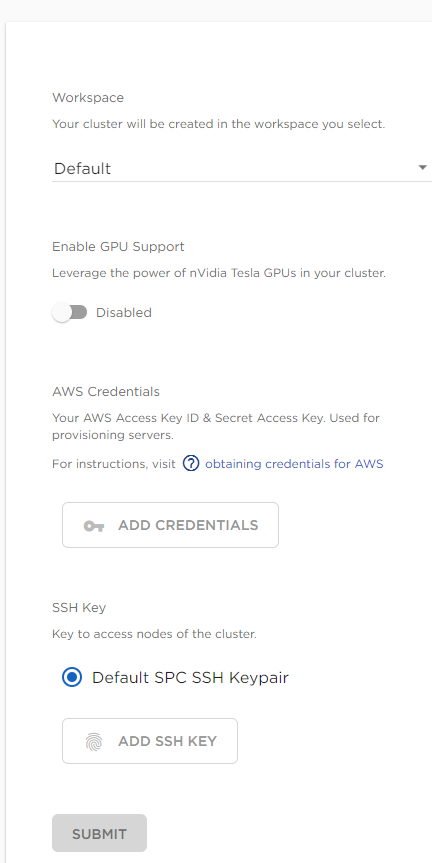 Workspace
Your cluster will be created in the workspace you select.
Default
Enable GPU Support
Leverage the power of nVidia Tesla GPUs in your cluster.
Disabled
AWS Credentials
Your AWS Access Key ID & Secret Access Key. Used for
provisioning servers.
For instructions, visit ? obtaining credentials for AWS
ADD CREDENTIALS
SSH Key
Key to access nodes of the cluster.
Default SPC SSH Keypair
ADD SSH KEY
SUBMIT